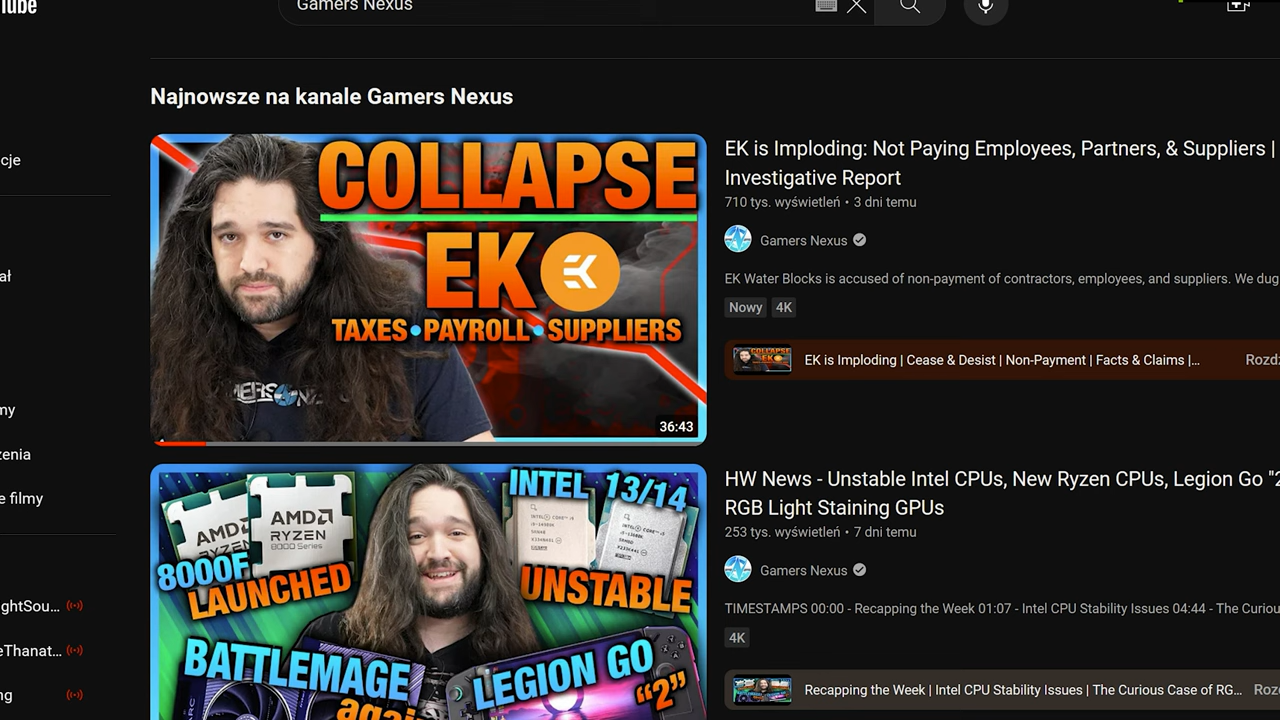 Tube
Gamers Nexus
Najnowsze na kanale Gamers Nexus
cje
ał
my
zenia
e filmy
ghtSou...
eThanat...
ng
COLLAPSE
EK
TAXES • PAYROLL • SUPPLIERS
36:43
EK is Imploding: Not Paying Employees, Partners, & Suppliers |
Investigative Report
710 tys. wyświetleń • 3 dni temu
Gamers Nexus
EK Water Blocks is accused of non-payment of contractors, employees, and suppliers. We dug
Nowy 4K
EK is Imploding | Cease & Desist | Non-Payment | Facts & Claims |... Rozdz
AMD
RYZEN
AMD
RYZEN
8000 Series
8000F
LAUNCHED
INTEL 13/14
UNSTABLE
BATTLEMAGE
again
LEGION GO
"2"
HW News - Unstable Intel CPUs, New Ryzen CPUs, Legion Go "2
RGB Light Staining GPUs
253 tys. wyświetleń • 7 dni temu
Gamers Nexus
TIMESTAMPS 00:00 - Recapping the Week 01:07 - Intel CPU Stability Issues 04:44 - The Curiou
4K
Recapping the Week | Intel CPU Stability Issues | The Curious Case of RG... Roz